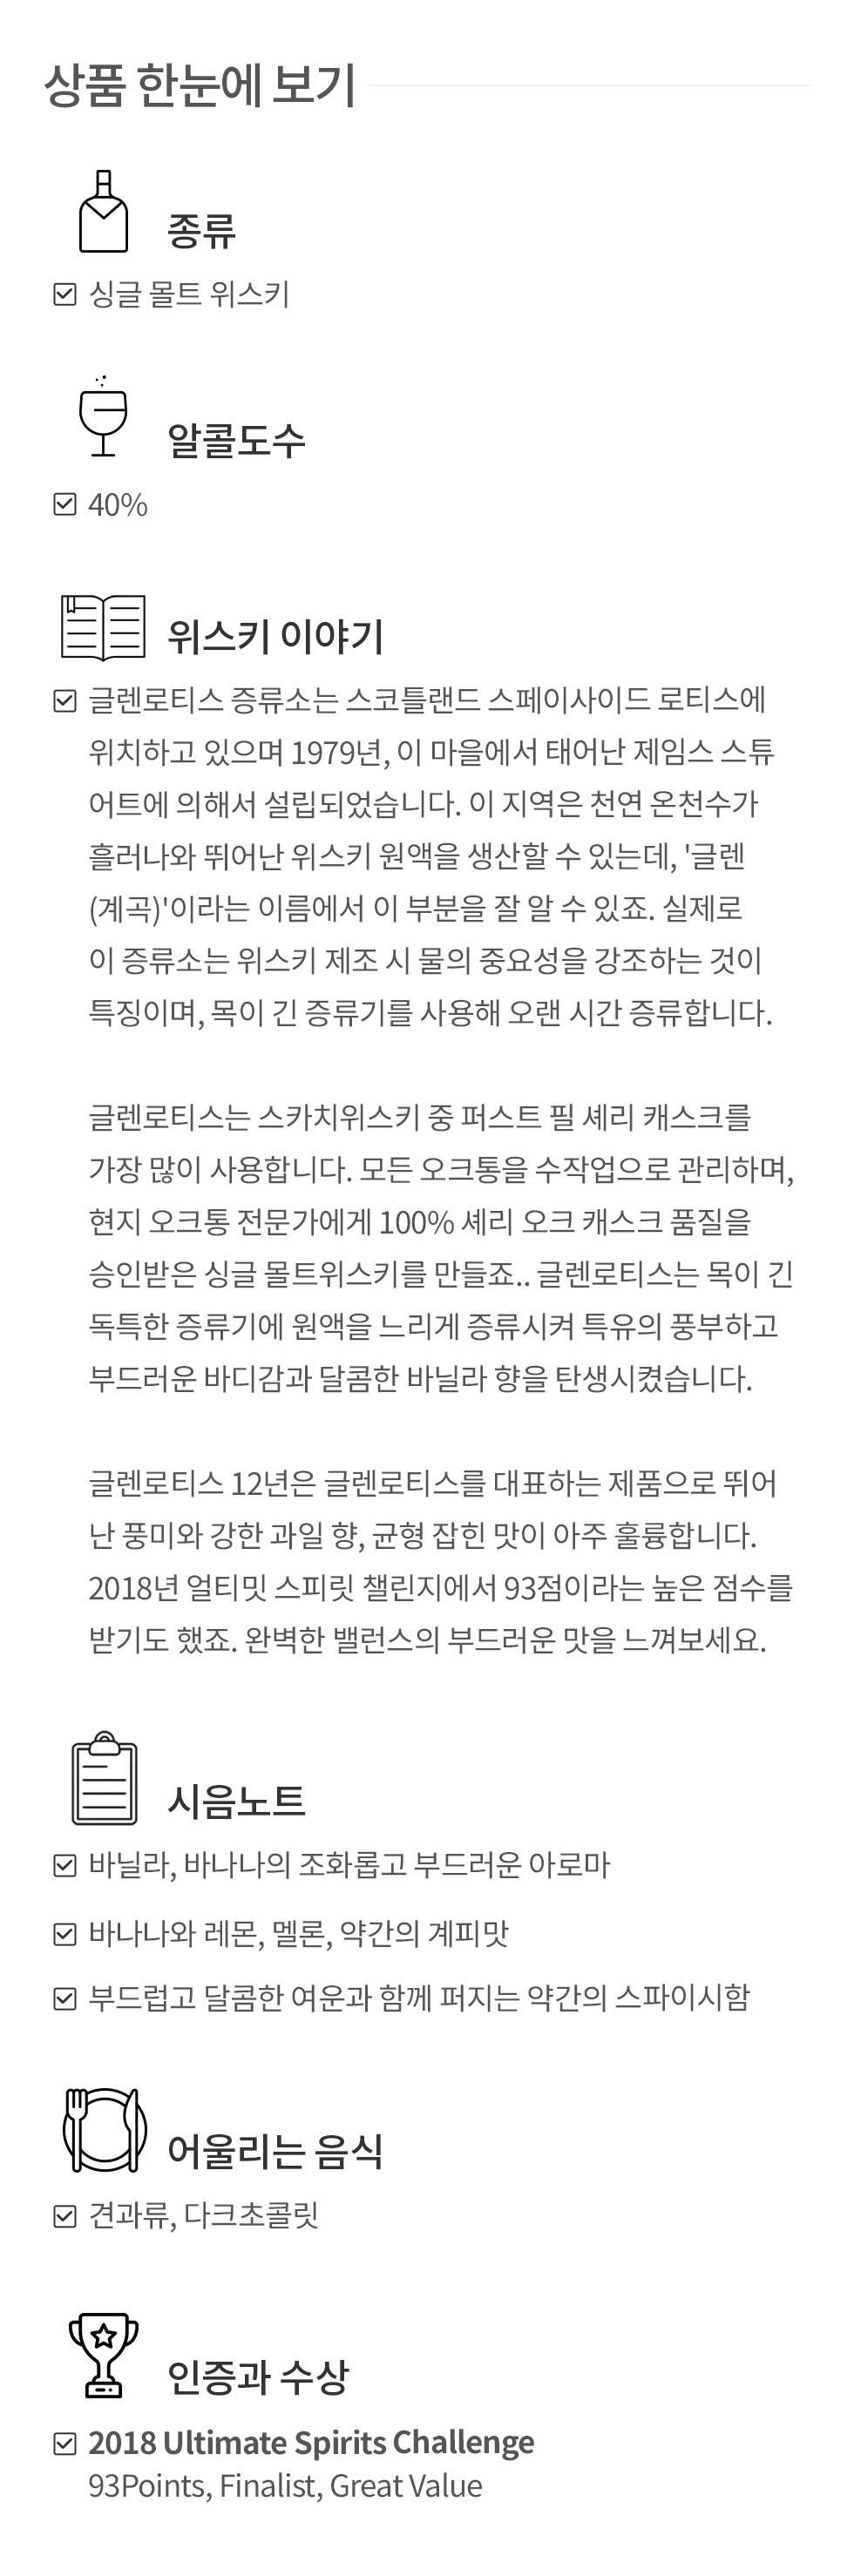 상품 한눈에 보기
종류
싱글 몰트 위스키
알콜도수
40%
위스키 이야기
글렌로티스 증류소는 스코틀랜드 스페이사이드 로티스에
위치하고 있으며 1979년, 이 마을에서 태어난 제임스 스튜
어트에 의해서 설립되었습니다. 이 지역은 천연 온천수가
흘러나와 뛰어난 위스키 원액을 생산할 수 있는데, '글렌
(계곡)'이라는 이름에서 이 부분을 잘 알 수 있죠. 실제로
이 증류소는 위스키 제조 시 물의 중요성을 강조하는 것이
특징이며, 목이 긴 증류기를 사용해 오랜 시간 증류합니다.
글렌로티스는 스카치위스키 중 퍼스트 필 셰리 캐스크를
가장 많이 사용합니다. 모든 오크통을 수작업으로 관리하며,
현지 오크통 전문가에게 100% 셰리 오크 캐스크 품질을
승인받은 싱글 몰트위스키를 만들죠.. 글렌로티스는 목이 긴
독특한 증류기에 원액을 느리게 증류시켜 특유의 풍부하고
부드러운 바디감과 달콤한 바닐라 향을 탄생시켰습니다.
글렌로티스 12년은 글렌로티스를 대표하는 제품으로 뛰어
난 풍미와 강한 과일 향, 균형 잡힌 맛이 아주 훌륭합니다.
2018년 얼티밋 스피릿 챌린지에서 93점이라는 높은 점수를
받기도 했죠. 완벽한 밸런스의 부드러운 맛을 느껴보세요.
시음노트
바닐라, 바나나의 조화롭고 부드러운 아로마
바나나와 레몬, 멜론, 약간의 계피맛
부드럽고 달콤한 여운과 함께 퍼지는 약간의 스파이시함
어울리는 음식
견과류, 다크초콜릿
인증과 수상
2018 Ultimate Spirits Challenge
93Points, Finalist, Great Value